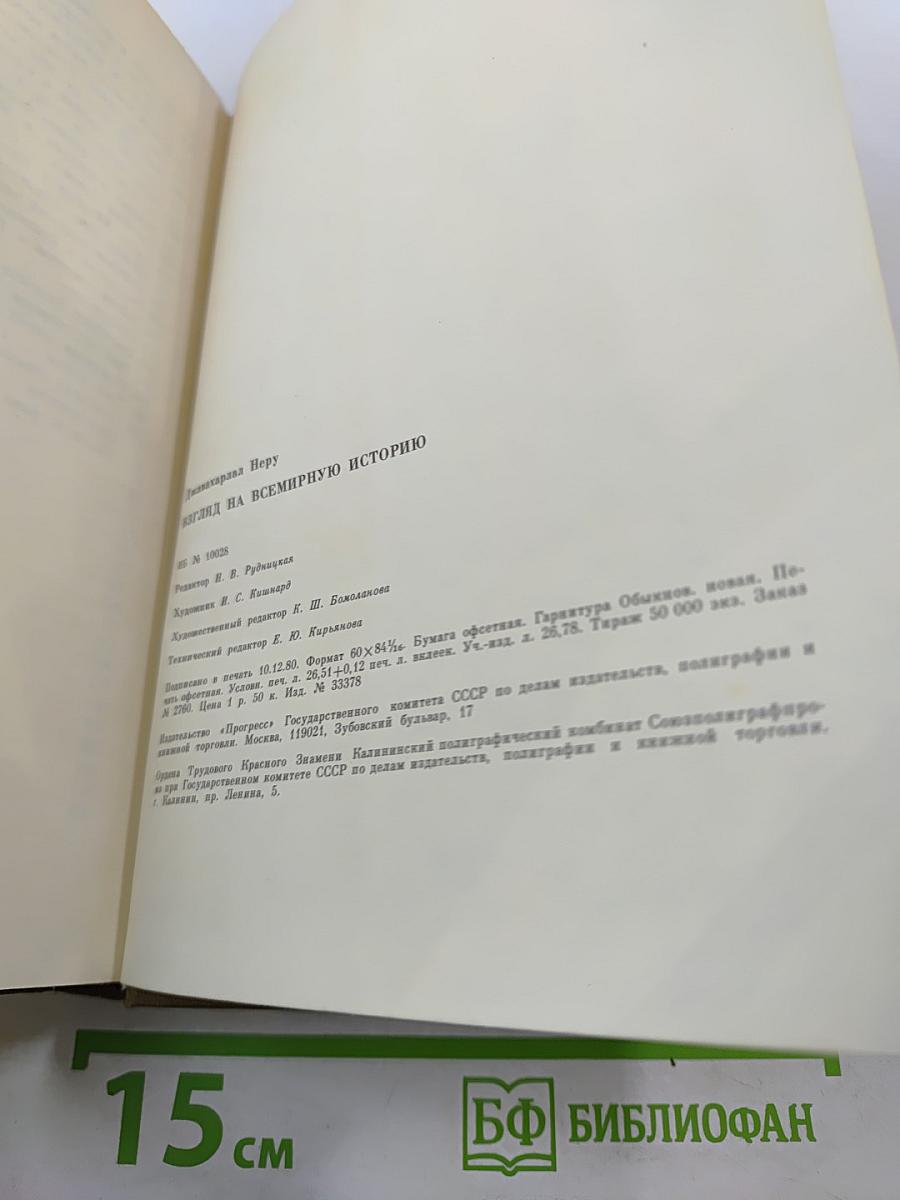 Джавахарлал Неру
ВЗГЛЯД НА ВСЕМИРНУЮ ИСТОРИЮ
ИБ № 10028
Редактор Н. В. Рудницкая
Художник И. С. Кишнард
Художественный редактор К. Ш. Бомоланова
Технический редактор Е. Ю. Кирьянова
Подписано в печать 10.12.80. Формат 60×84 1/16. Бумага офсетная. Гарнитура Обыкнов. новая. Пе-
чать офсетная. Условн. печ. л. 26,51+0,12 печ. л. вклеек. Уч.-изд. л. 26,78. Тираж 50 000 экз. Заказ
№ 2760. Цена 1 р. 50 к. Изд. № 33378
Издательство «Прогресс» Государственного комитета СССР по делам издательств, полиграфии и
книжной торговли. Москва, 119021, Зубовский бульвар, 17
Ордена Трудового Красного Знамени Калининский полиграфический комбинат Союзполиграфпро-
ма при Государственном комитете СССР по делам издательств, полиграфии и книжной торговли.
г. Калинин, пр. Ленина, 5.
15 см
БФ БИБЛИОФАН